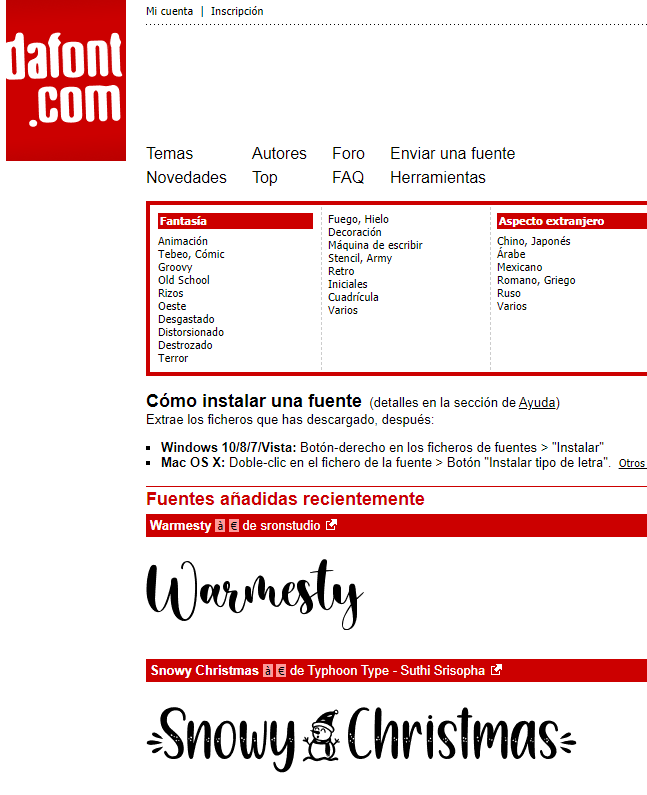 dafont
.com
Mi cuenta | Inscripción
Temas Autores Foro Enviar una fuente
Novedades Top FAQ Herramientas
Fantasía
Animación
Tebeo, Cómic
Groovy
Old School
Rizos
Oeste
Desgastado
Distorsionado
Destrozado
Terror
Fuego, Hielo
Decoración
Máquina de escribir
Stencil, Army
Retro
Iniciales
Cuadrícula
Varios
Aspecto extranjero
Chino, Japonés
Árabe
Mexicano
Romano, Griego
Ruso
Varios
Cómo instalar una fuente (detalles en la sección de Ayuda)
Extrae los ficheros que has descargado, después:
Windows 10/8/7/Vista: Botón-derecho en los ficheros de fuentes > "Instalar"
Mac OS X: Doble-clic en el fichero de la fuente > Botón "Instalar tipo de letra". Otros
Fuentes añadidas recientemente
Warmesty à € de sronstudio
Warmesty
Snowy Christmas à € de Typhoon Type - Suthi Srisopha
Snowy Christmas